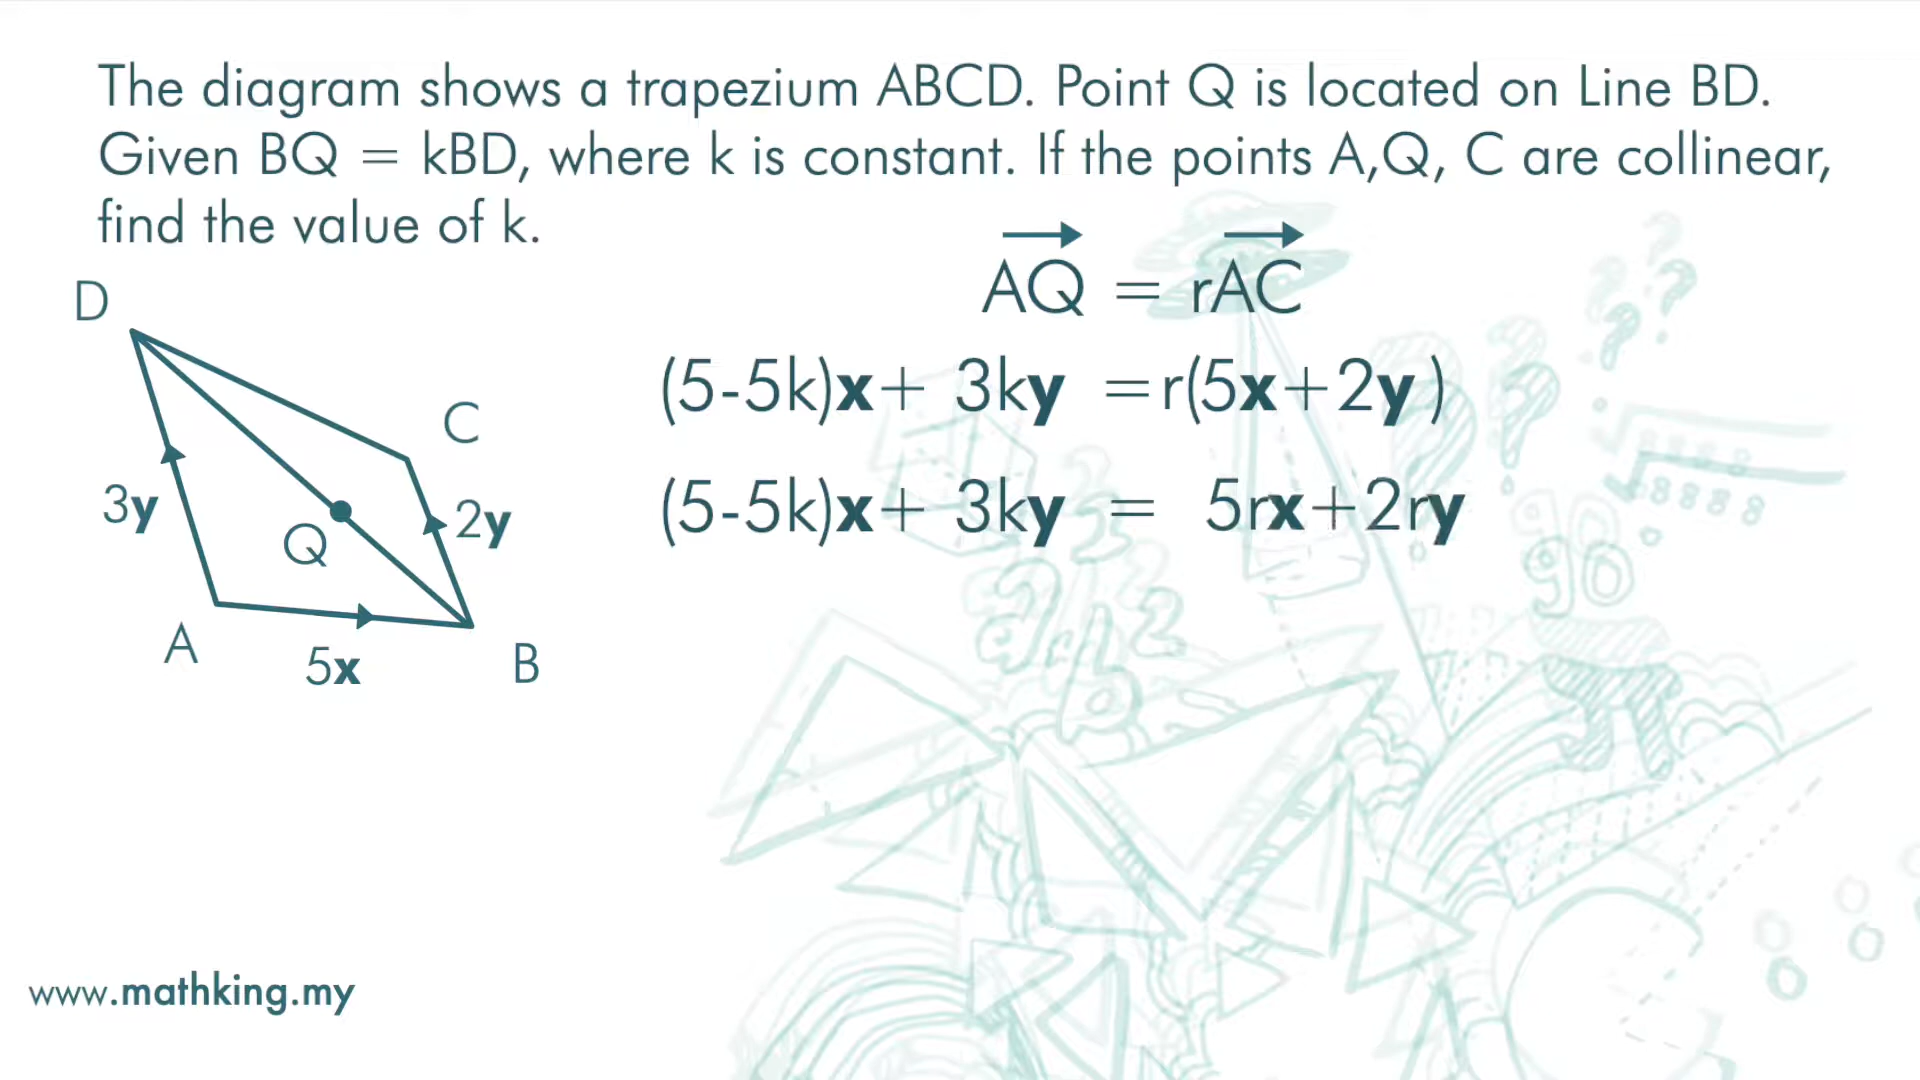 The diagram shows a trapezium ABCD. Point Q is located on Line BD.
Given BQ = kBD, where k is constant. If the points A,Q, C are collinear,
find the value of k.
AQ = rAC
(5-5k)x+ 3ky =r(5x+2y )
(5-5k)x+ 3ky = 5rx+2ry
D
C
3y
2y
Q
A
5x
B
90
www.mathking.my